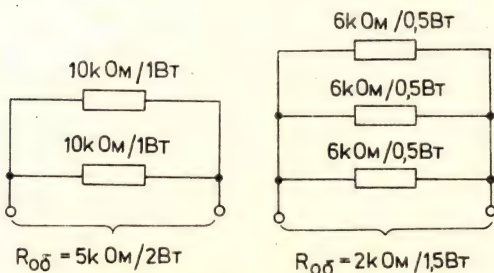 10kОм/1Вт
10kОм/1Вт
Rоб = 5kОм/2Вт
6kОм/0,5Вт
6kОм/0,5Вт
6kОм/0,5Вт
Rоб = 2kОм/1,5Вт